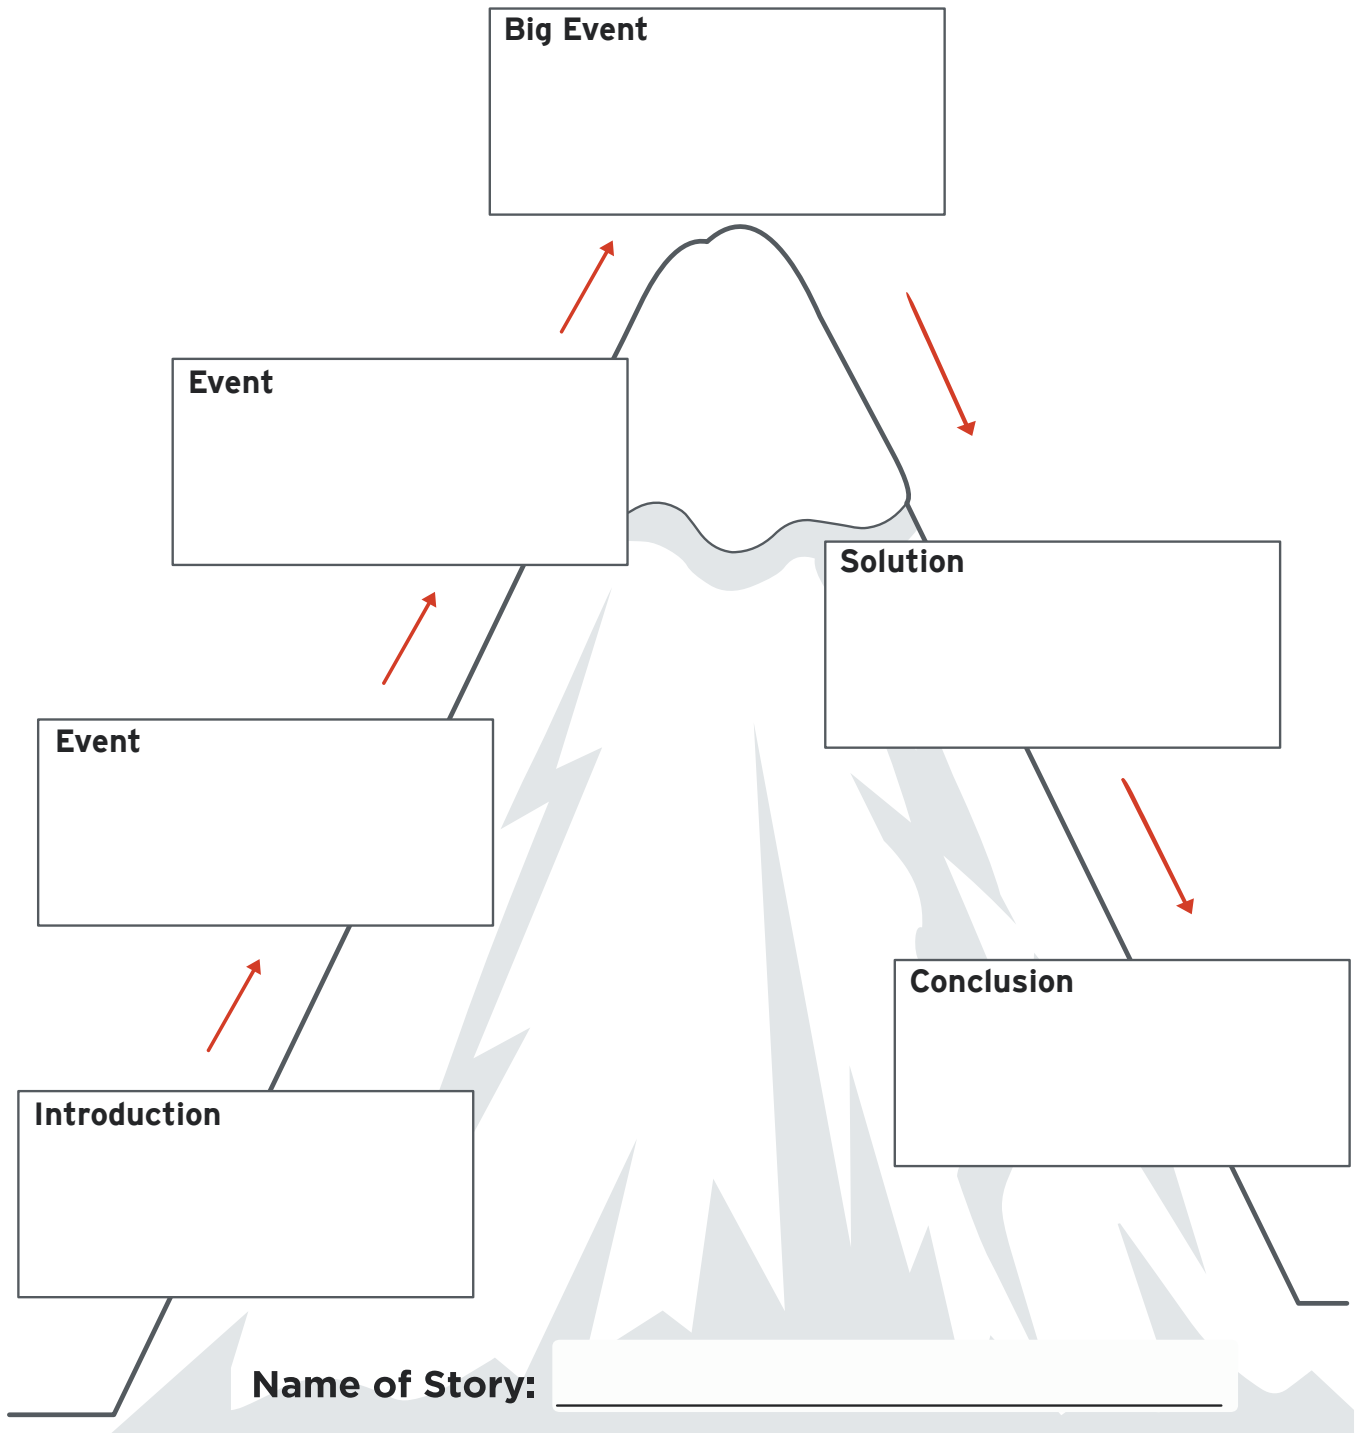 Big Event
Event
Solution
Event
Conclusion
Introduction
Name of Story: